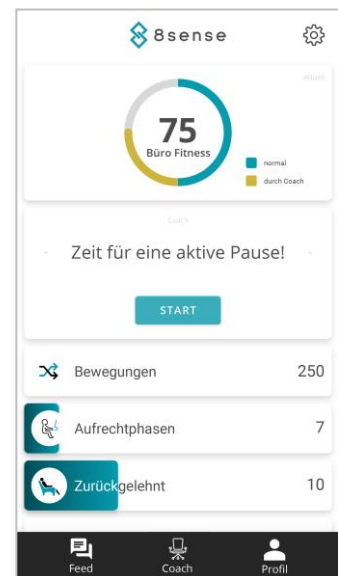 8sense
Aktuell
75
Büro Fitness
normal
durch Coach
Coach
Zeit für eine aktive Pause!
START
Bewegungen 250
Aufrechtphasen 7
Zurückgelehnt 10
Feed Coach Profil